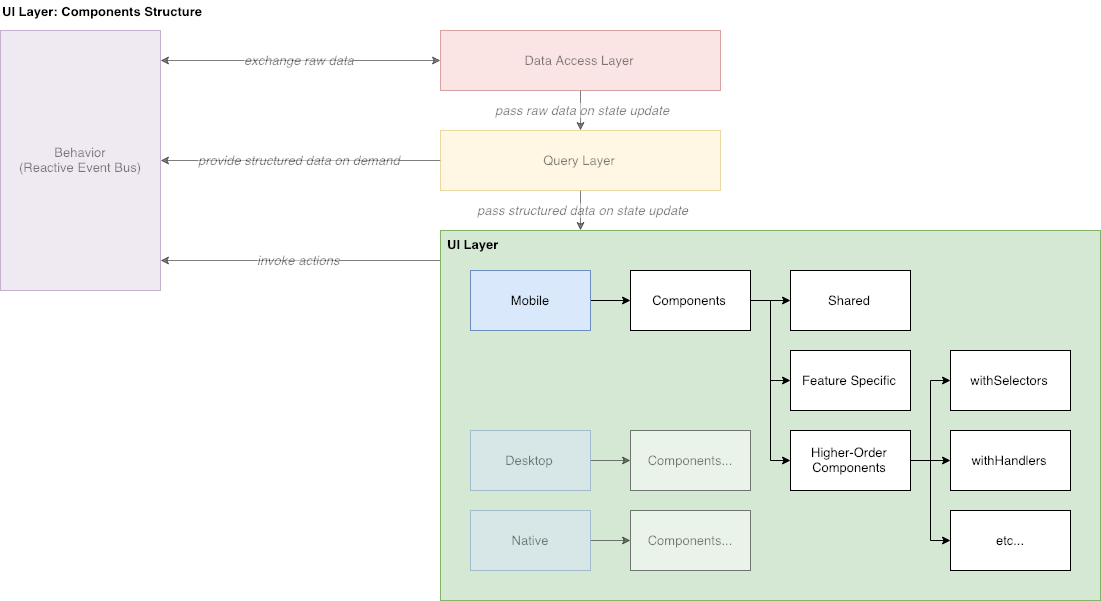 UI Layer: Components Structure
exchange raw data
Data Access Layer
pass raw data on state update
Behavior
(Reactive Event Bus)
provide structured data on demand
Query Layer
pass structured data on state update
UI Layer
invoke actions
Mobile
Components
Shared
Feature Specific
withSelectors
Desktop
Components...
Higher-Order
Components
withHandlers
Native
Components...
etc...